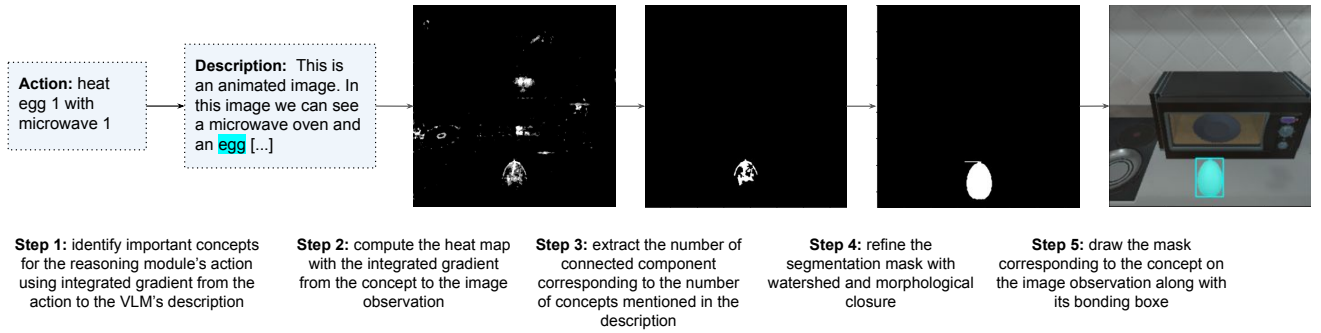 Action: heat
egg 1 with
microwave 1
Description:  This is
an animated image. In
this image we can see
a microwave oven and
an egg [...]
Step 1: identify important concepts
for the reasoning module's action
using integrated gradient from the
action to the VLM's description
Step 2: compute the heat map
with the integrated gradient
from the concept to the image
observation
Step 3: extract the number of
connected component
corresponding to the number
of concepts mentioned in the
description
Step 4: refine the
segmentation mask with
watershed and morphological
closure
Step 5: draw the mask
corresponding to the concept on
the image observation along with
its bonding boxe